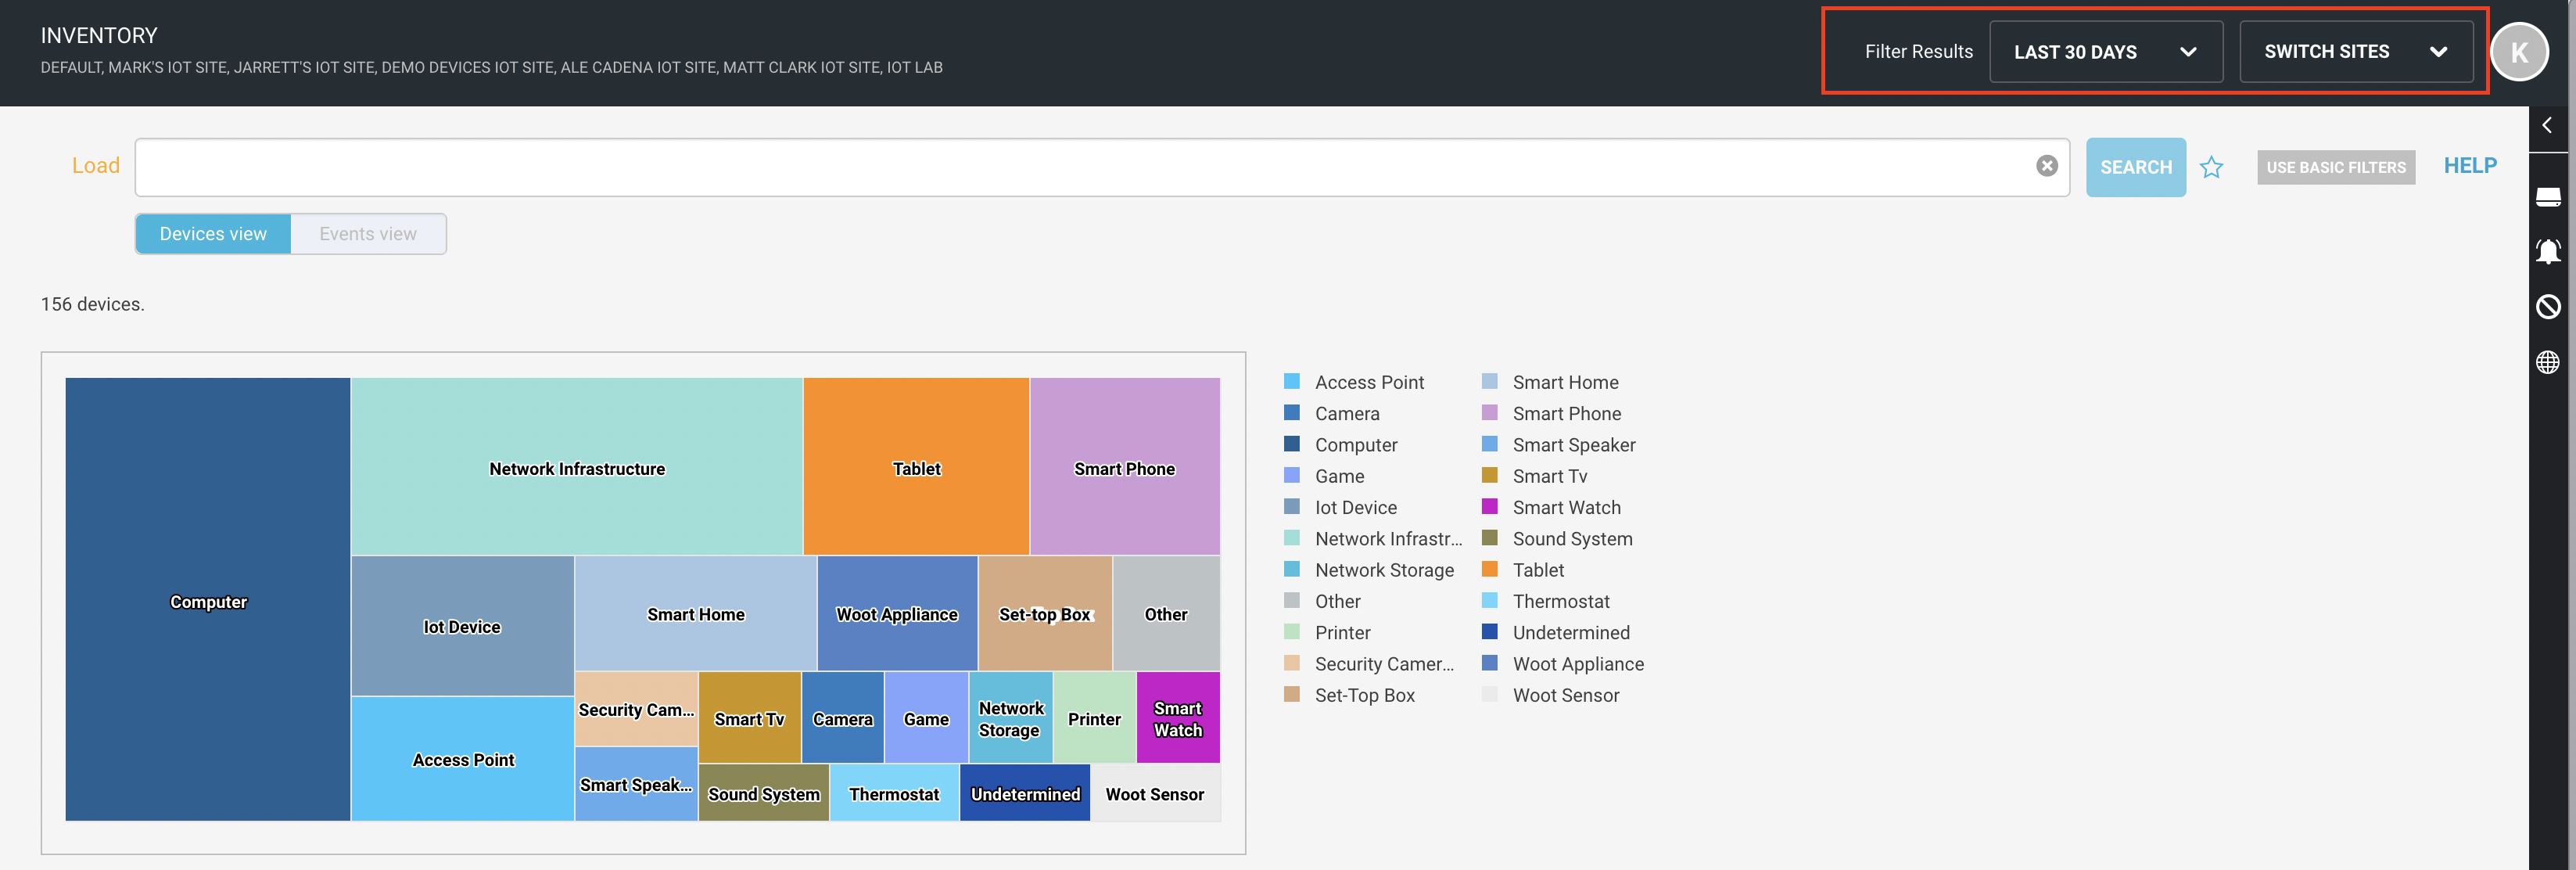 INVENTORY
DEFAULT, MARK'S IOT SITE, JARRETT'S IOT SITE, DEMO DEVICES IOT SITE, ALE CADENA IOT SITE, MATT CLARK IOT SITE, IOT LAB
Filter Results
LAST 30 DAYS
SWITCH SITES
K
Load
SEARCH
USE BASIC FILTERS
HELP
Devices view
Events view
156 devices.
Computer
Network Infrastructure
Tablet
Smart Phone
Iot Device
Smart Home
Woot Appliance
Set-top Box
Other
Access Point
Security Cam...
Smart Tv
Camera
Game
Network
Storage
Printer
Smart
Watch
Smart Speak...
Sound System
Thermostat
Undetermined
Woot Sensor
Access Point
Camera
Computer
Game
Iot Device
Network Infrastr...
Network Storage
Other
Printer
Security Camer...
Set-Top Box
Smart Home
Smart Phone
Smart Speaker
Smart Tv
Smart Watch
Sound System
Tablet
Thermostat
Undetermined
Woot Appliance
Woot Sensor